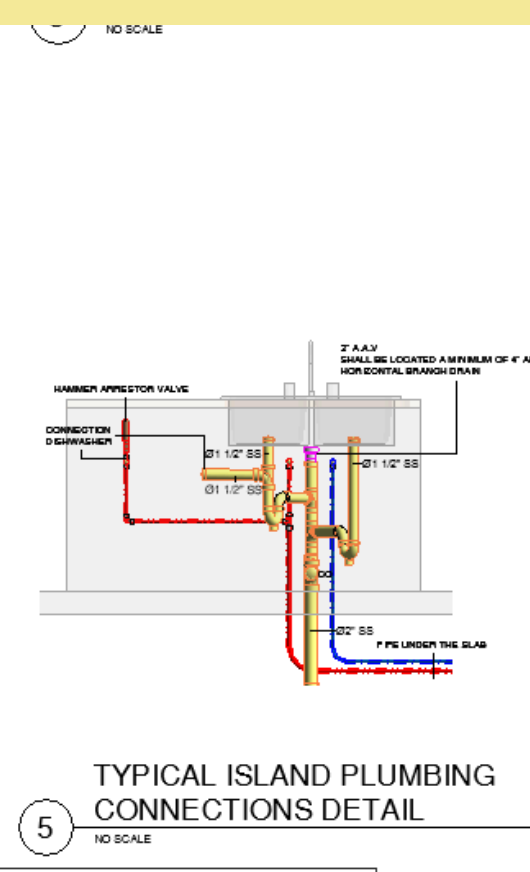 NO SCALE
2" A.A.V
SHALL BE LOCATED A MINIMUM OF 4"
HORIZONTAL BRANCH DRAIN
HAMMER ARRESTOR VALVE
CONNECTION
DISHWASHER
Ø1 1/2" SS
Ø1 1/2" SS
Ø1 1/2" SS
Ø2" SS
PIPE UNDER THE SLAB
TYPICAL ISLAND PLUMBING
CONNECTIONS DETAIL
5
NO SCALE